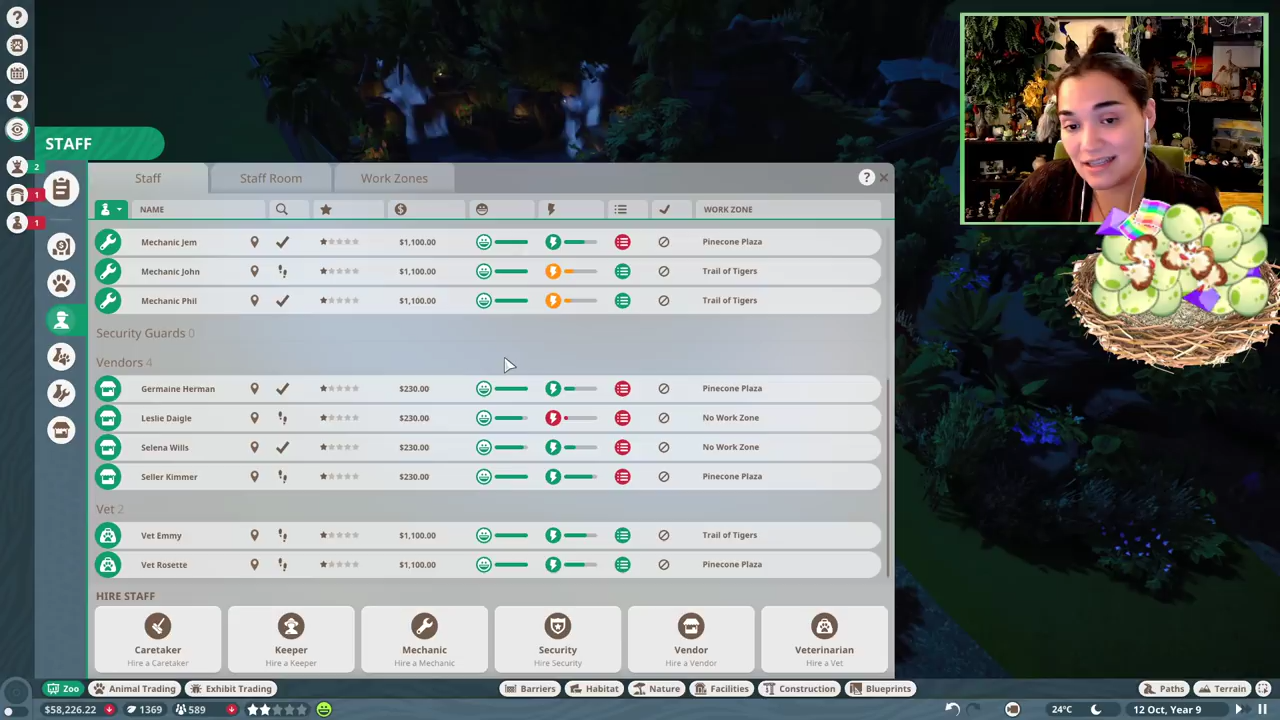 ?
STAFF
2
1
1
Staff
Staff Room
Work Zones
?
NAME
WORK ZONE
Mechanic Jem
$1,100.00
Pinecone Plaza
Mechanic John
$1,100.00
Trail of Tigers
Mechanic Phil
$1,100.00
Trail of Tigers
Security Guards 0
Vendors 4
Germaine Herman
$230.00
Pinecone Plaza
Leslie Daigle
$230.00
No Work Zone
Selena Wills
$230.00
No Work Zone
Seller Kimmer
$230.00
Pinecone Plaza
Vet 2
Vet Emmy
$1,100.00
Trail of Tigers
Vet Rosette
$1,100.00
Pinecone Plaza
HIRE STAFF
Caretaker
Hire a Caretaker
Keeper
Hire a Keeper
Mechanic
Hire a Mechanic
Security
Hire Security
Vendor
Hire a Vendor
Veterinarian
Hire a Vet
Zoo
Animal Trading
Exhibit Trading
Barriers
Habitat
Nature
Facilities
Construction
Blueprints
Paths
Terrain
$58,226.22
1369
589
24°C
12 Oct, Year 9